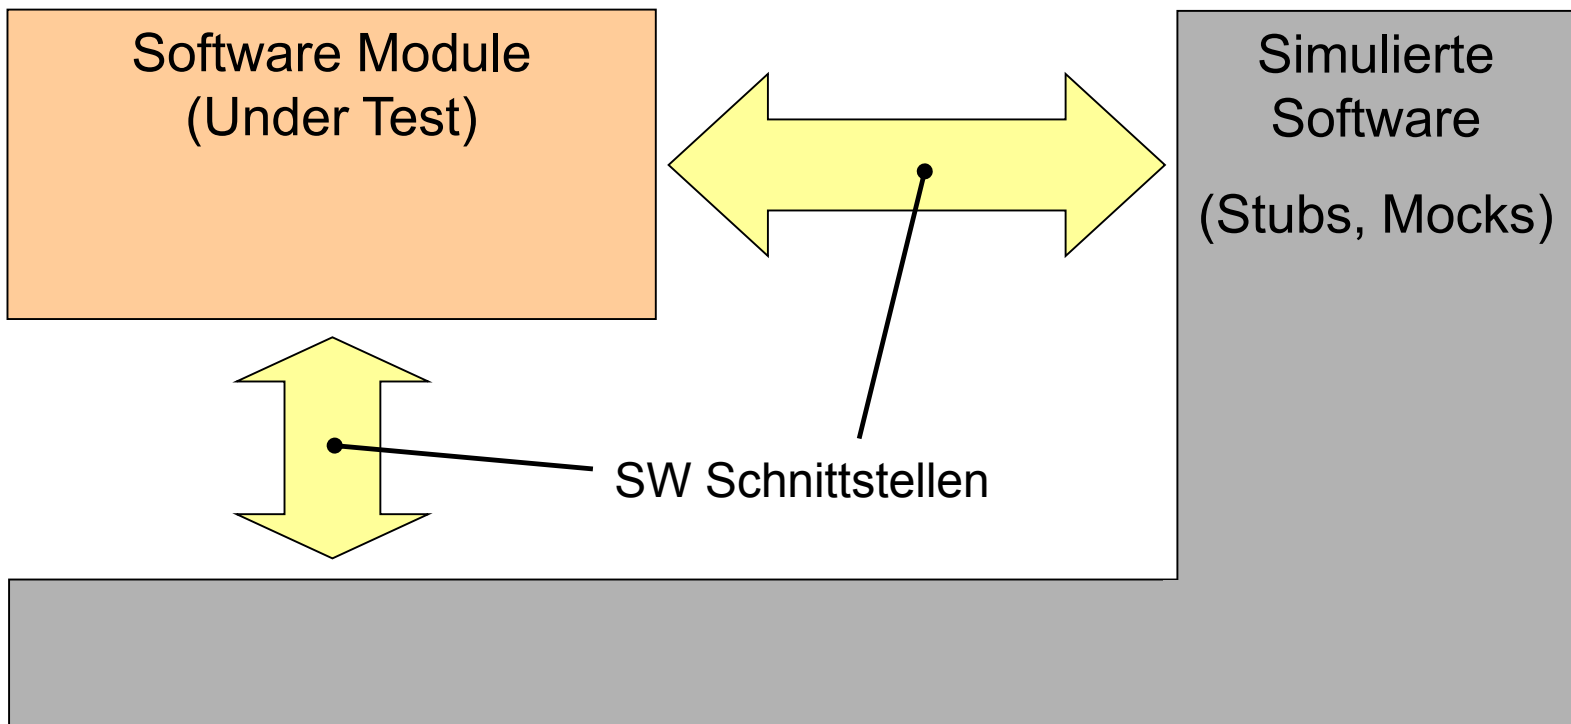 Software Module
(Under Test)
Simulierte
Software
(Stubs, Mocks)
SW Schnittstellen